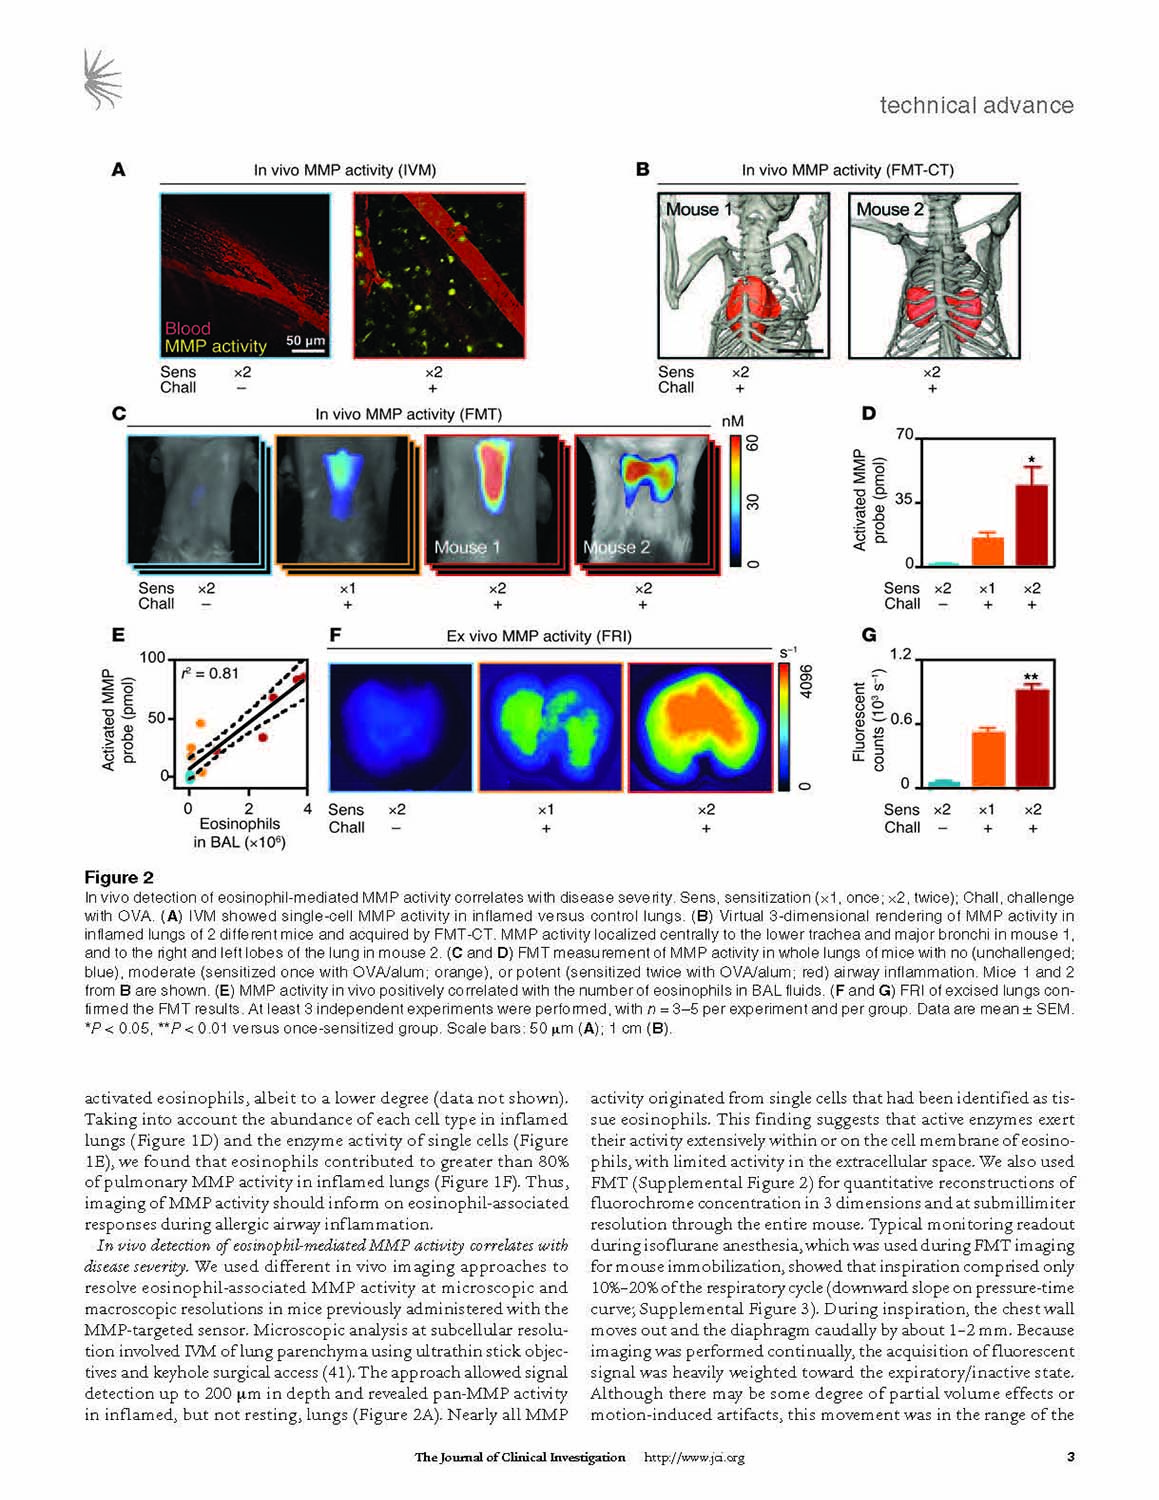 technical advance
A
In vivo MMP activity (IVM)
Blood
MMP activity
50 µm
Sens ×2 ×2
Chall – +
B
In vivo MMP activity (FMT-CT)
Mouse 1
Mouse 2
Sens ×2 ×2
Chall + +
C
In vivo MMP activity (FMT)
nM
60
30
0
Mouse 1
Mouse 2
Sens ×2 ×1 ×2 ×2
Chall – + + +
D
Activated MMP
probe (pmol)
70
35
0
*
Sens ×2 ×1 ×2
Chall – + +
E
Activated MMP
probe (pmol)
100
50
0
r² = 0.81
0 2 4
Eosinophils
in BAL (×10⁶)
F
Ex vivo MMP activity (FRI)
s⁻¹
4096
0
Sens ×2 ×1 ×2
Chall – + +
G
Fluorescent
counts (10³ s⁻¹)
1.2
0.6
0
**
Sens ×2 ×1 ×2
Chall – + +
Figure 2
In vivo detection of eosinophil-mediated MMP activity correlates with disease severity. Sens, sensitization (×1, once; ×2, twice); Chall, challenge
with OVA. (A) IVM showed single-cell MMP activity in inflamed versus control lungs. (B) Virtual 3-dimensional rendering of MMP activity in
inflamed lungs of 2 different mice and acquired by FMT-CT. MMP activity localized centrally to the lower trachea and major bronchi in mouse 1,
and to the right and left lobes of the lung in mouse 2. (C and D) FMT measurement of MMP activity in whole lungs of mice with no (unchallenged;
blue), moderate (sensitized once with OVA/alum; orange), or potent (sensitized twice with OVA/alum; red) airway inflammation. Mice 1 and 2
from B are shown. (E) MMP activity in vivo positively correlated with the number of eosinophils in BAL fluids. (F and G) FRI of excised lungs con-
firmed the FMT results. At least 3 independent experiments were performed, with n = 3–5 per experiment and per group. Data are mean ± SEM.
*P < 0.05, **P < 0.01 versus once-sensitized group. Scale bars: 50 µm (A); 1 cm (B).
activated eosinophils, albeit to a lower degree (data not shown).
Taking into account the abundance of each cell type in inflamed
lungs (Figure 1D) and the enzyme activity of single cells (Figure
1E), we found that eosinophils contributed to greater than 80%
of pulmonary MMP activity in inflamed lungs (Figure 1F). Thus,
imaging of MMP activity should inform on eosinophil-associated
responses during allergic airway inflammation.
In vivo detection of eosinophil-mediated MMP activity correlates with
disease severity. We used different in vivo imaging approaches to
resolve eosinophil-associated MMP activity at microscopic and
macroscopic resolutions in mice previously administered with the
MMP-targeted sensor. Microscopic analysis at subcellular resolu-
tion involved IVM of lung parenchyma using ultrathin stick objec-
tives and keyhole surgical access (41). The approach allowed signal
detection up to 200 µm in depth and revealed pan-MMP activity
in inflamed, but not resting, lungs (Figure 2A). Nearly all MMP
activity originated from single cells that had been identified as tis-
sue eosinophils. This finding suggests that active enzymes exert
their activity extensively within or on the cell membrane of eosino-
phils, with limited activity in the extracellular space. We also used
FMT (Supplemental Figure 2) for quantitative reconstructions of
fluorochrome concentration in 3 dimensions and at submillimiter
resolution through the entire mouse. Typical monitoring readout
during isoflurane anesthesia, which was used during FMT imaging
for mouse immobilization, showed that inspiration comprised only
10%–20% of the respiratory cycle (downward slope on pressure-time
curve; Supplemental Figure 3). During inspiration, the chest wall
moves out and the diaphragm caudally by about 1–2 mm. Because
imaging was performed continually, the acquisition of fluorescent
signal was heavily weighted toward the expiratory/inactive state.
Although there may be some degree of partial volume effects or
motion-induced artifacts, this movement was in the range of the
The Journal of Clinical Investigation http://www.jci.org 3